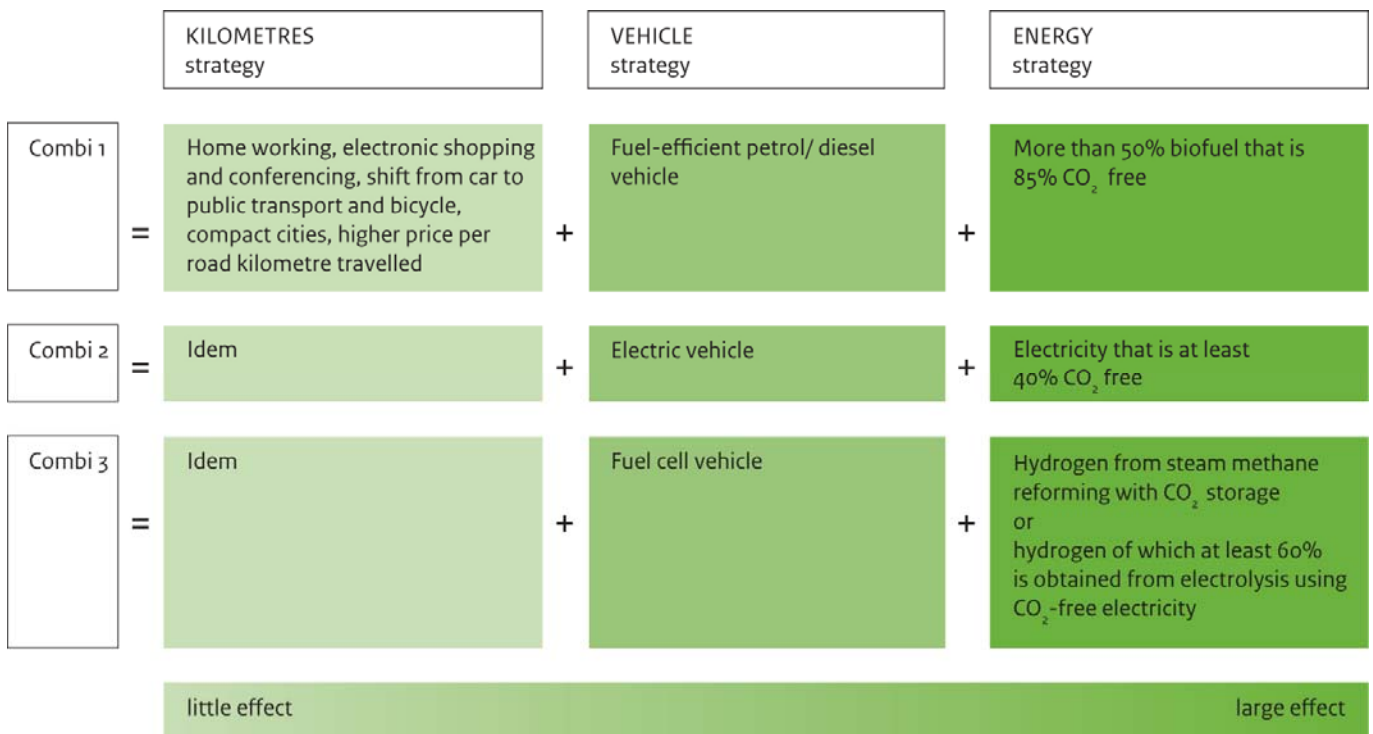 KILOMETRES
strategy
VEHICLE
strategy
ENERGY
strategy
Combi 1
=
Home working, electronic shopping
and conferencing, shift from car to
public transport and bicycle,
compact cities, higher price per
road kilometre travelled
+
Fuel-efficient petrol/ diesel
vehicle
+
More than 50% biofuel that is
85% CO₂ free
Combi 2
=
Idem
+
Electric vehicle
+
Electricity that is at least
40% CO₂ free
Combi 3
=
Idem
+
Fuel cell vehicle
+
Hydrogen from steam methane
reforming with CO₂ storage
or
hydrogen of which at least 60%
is obtained from electrolysis using
CO₂-free electricity
little effect
large effect